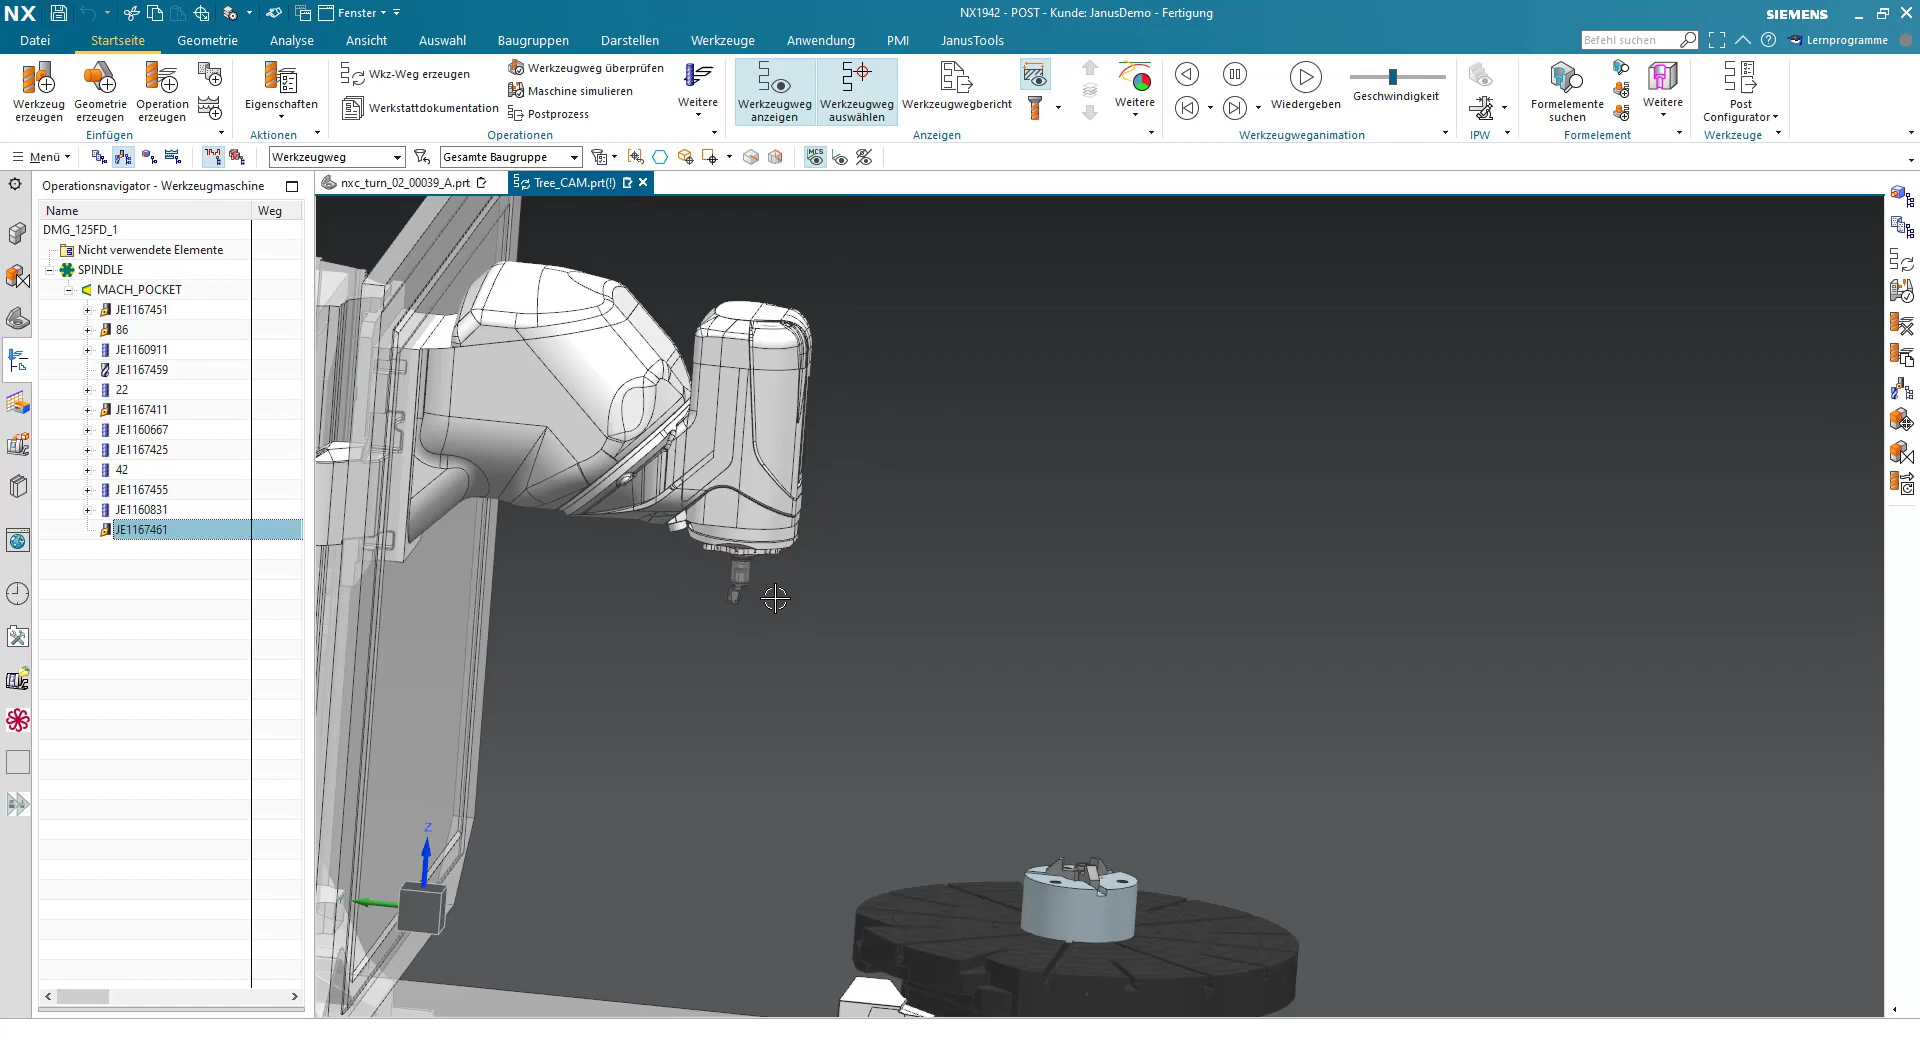 NX
Fenster
NX1942 - POST - Kunde: JanusDemo - Fertigung
SIEMENS
Datei
Startseite
Geometrie
Analyse
Ansicht
Auswahl
Baugruppen
Darstellen
Werkzeuge
Anwendung
PMI
JanusTools
Befehl suchen
Lernprogramme
Werkzeug erzeugen
Geometrie erzeugen
Operation erzeugen
Einfügen
Eigenschaften
Aktionen
Wkz-Weg erzeugen
Werkstattdokumentation
Werkzeugweg überprüfen
Maschine simulieren
Postprozess
Weitere
Operationen
Werkzeugweg anzeigen
Werkzeugweg auswählen
Werkzeugwegbericht
Weitere
Anzeigen
Wiedergeben
Geschwindigkeit
Werkzeugweganimation
IPW
Formelemente suchen
Weitere
Formelement
Post Configurator
Werkzeuge
Menü
Werkzeugweg
Gesamte Baugruppe
MCS
Operationsnavigator - Werkzeugmaschine
nxc_turn_02_00039_A.prt
Tree_CAM.prt(!)
Name
Weg
DMG_125FD_1
Nicht verwendete Elemente
SPINDLE
MACH_POCKET
JE1167451
86
JE1160911
JE1167459
22
JE1167411
JE1160667
JE1167425
42
JE1167455
JE1160831
JE1167461
Z
Y